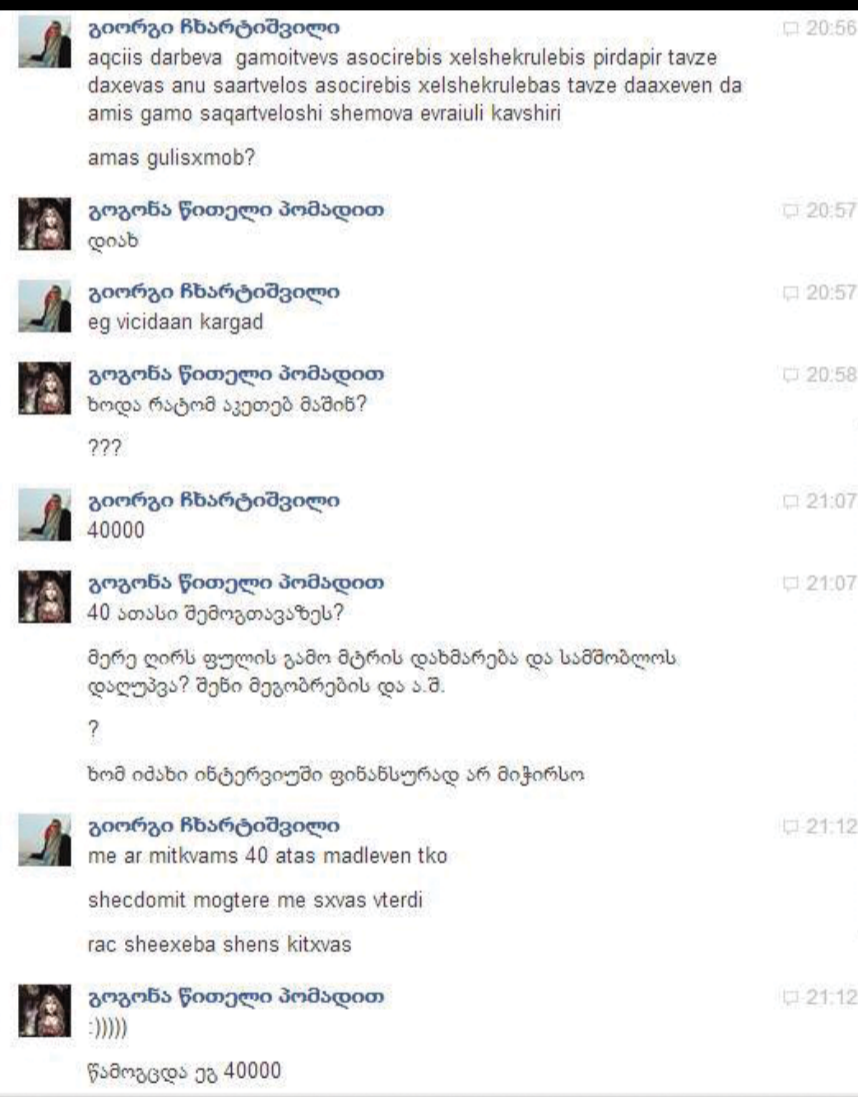 გიორგი ჩხარტიშვილი 20:56
aqciis darbeva gamoitvevs asocirebis xelshekrulebis pirdapir tavze
daxevas anu saartvelos asocirebis xelshekrulebas tavze daaxeven da
amis gamo saqartveloshi shemova evraiuli kavshiri
amas gulisxmob?
გოგონა წითელი პომადით 20:57
დიახ
გიორგი ჩხარტიშვილი 20:57
eg vicidaan kargad
გოგონა წითელი პომადით 20:58
ხოდა რატომ აკეთებ მაშინ?
???
გიორგი ჩხარტიშვილი 21:07
40000
გოგონა წითელი პომადით 21:07
40 ათასი შემოგთავაზეს?
მერე ღირს ფულის გამო მტრის დახმარება და სამშობლოს
დაღუპვა? შენი მეგობრების და ა.შ.
?
ხომ იძახი ინტერვიუში ფინანსურად არ მიჭირსო
გიორგი ჩხარტიშვილი 21:12
me ar mitkvams 40 atas madleven tko
shecdomit mogtere me sxvas vterdi
rac sheexeba shens kitxvas
გოგონა წითელი პომადით 21:12
:)))))
წამოგცდა ეგ 40000